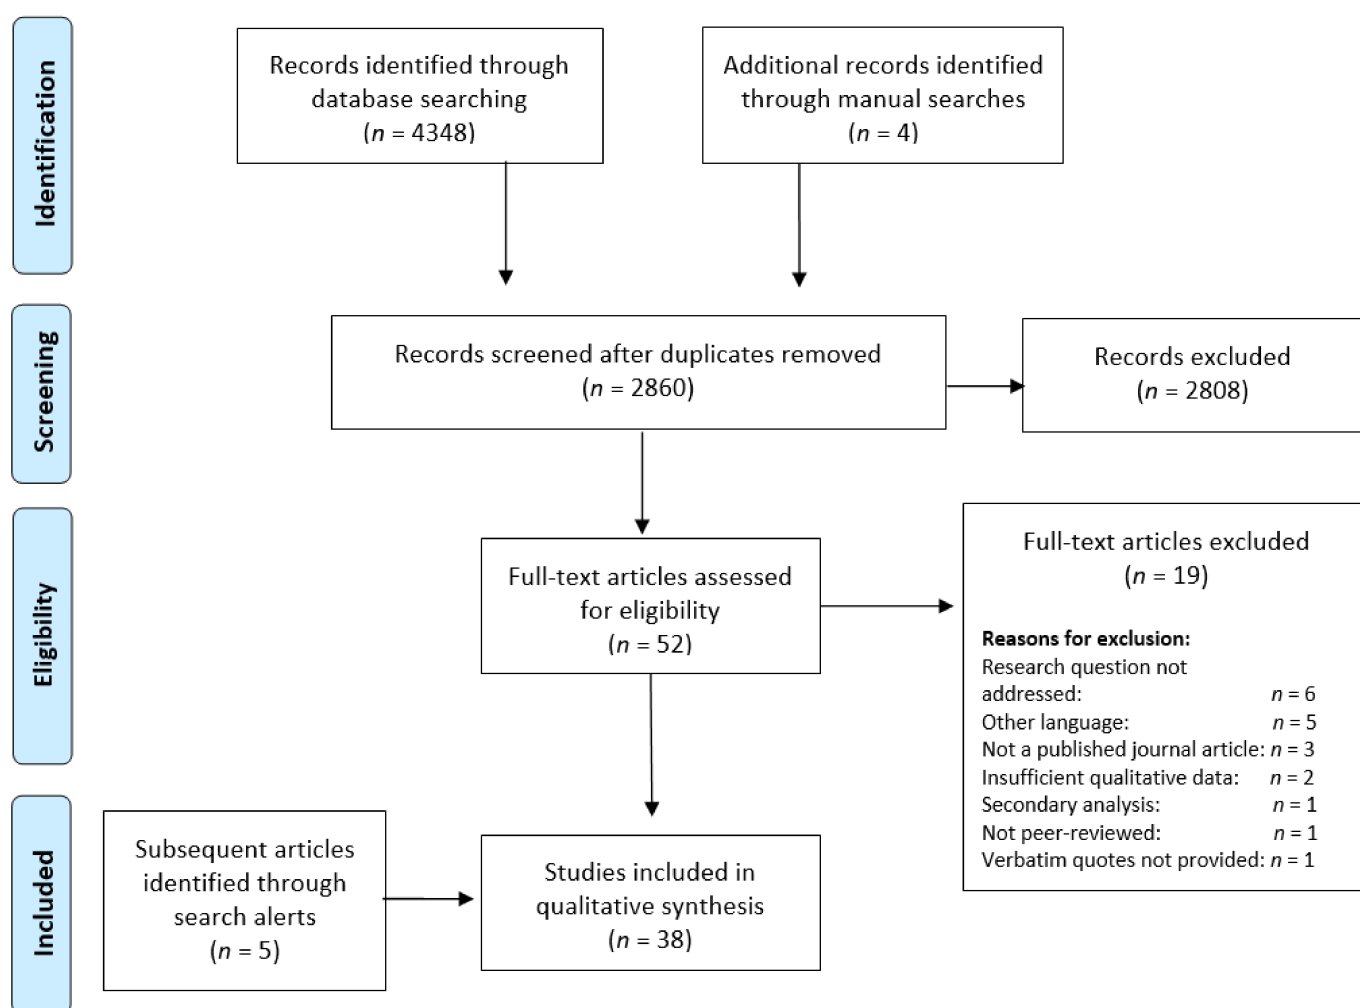 Identification
Records identified through
database searching
(n = 4348)
Additional records identified
through manual searches
(n = 4)
Screening
Records screened after duplicates removed
(n = 2860)
Records excluded
(n = 2808)
Eligibility
Full-text articles assessed
for eligibility
(n = 52)
Full-text articles excluded
(n = 19)
Reasons for exclusion:
Research question not
addressed: n = 6
Other language: n = 5
Not a published journal article: n = 3
Insufficient qualitative data: n = 2
Secondary analysis: n = 1
Not peer-reviewed: n = 1
Verbatim quotes not provided: n = 1
Included
Subsequent articles
identified through
search alerts
(n = 5)
Studies included in
qualitative synthesis
(n = 38)